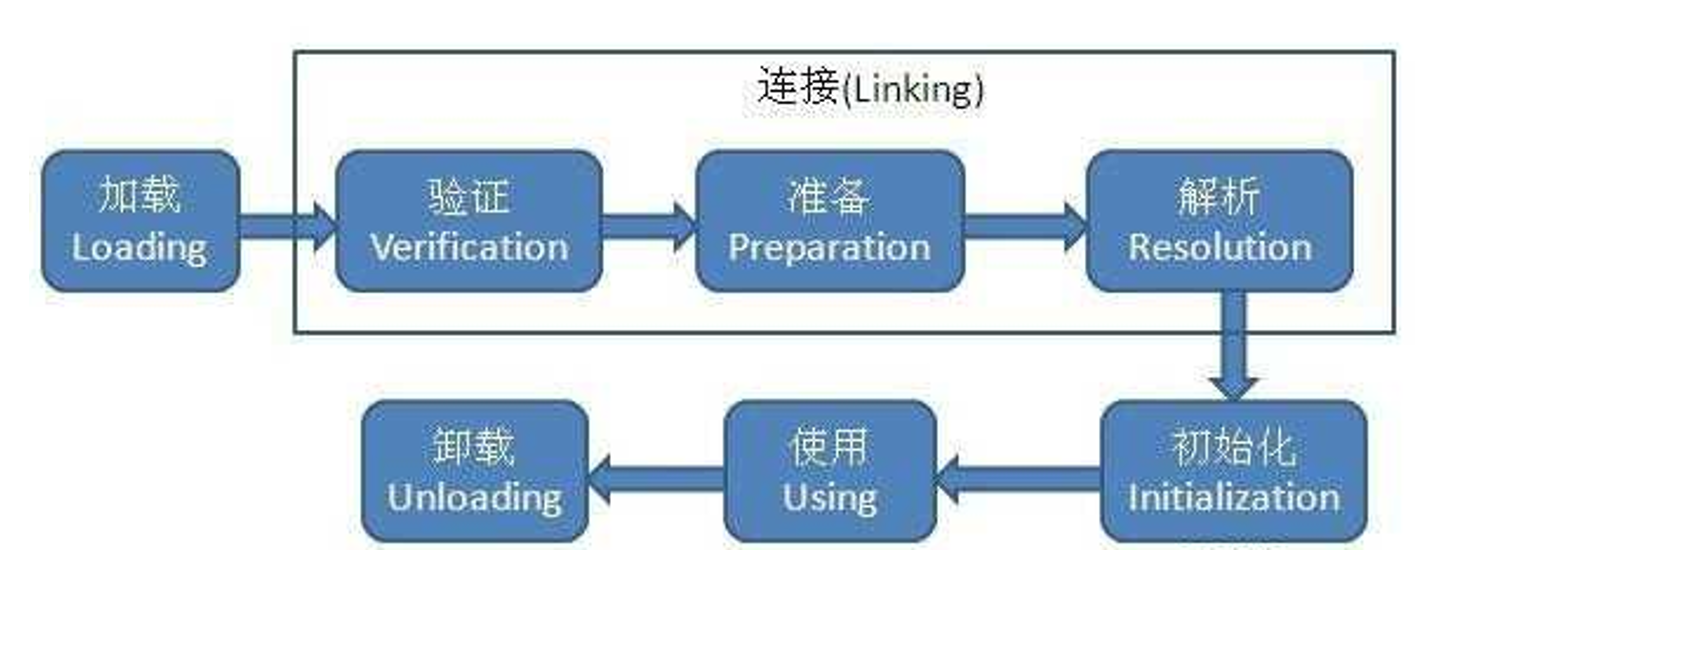 连接(Linking)
加载
Loading
验证
Verification
准备
Preparation
解析
Resolution
卸载
Unloading
使用
Using
初始化
Initialization